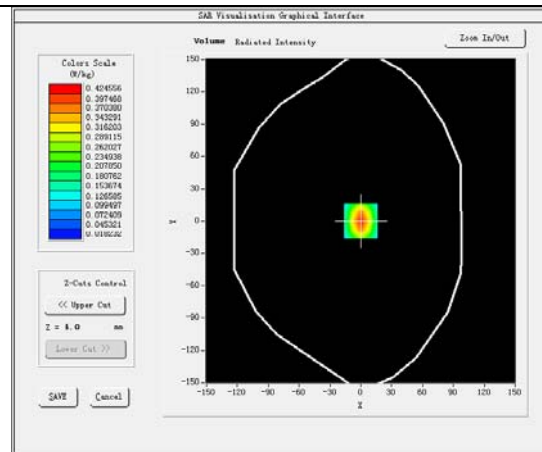 SAR Visualisation Graphical Interface
Volume Radiated Intensity
Zoom In/Out
Colors Scale
(W/kg)
0.424556
0.397468
0.370380
0.343291
0.316203
0.289115
0.262027
0.234938
0.207850
0.180762
0.153674
0.126585
0.099497
0.072409
0.045321
0.018232
150
120
90
60
30
0
-30
-60
-90
-120
-150
Y
-150 -120 -90 -60 -30 0 30 60 90 120 150
X
Z-Cuts Control
<< Upper Cut
Z = 4.0 mm
Lower Cut >>
SAVE Cancel